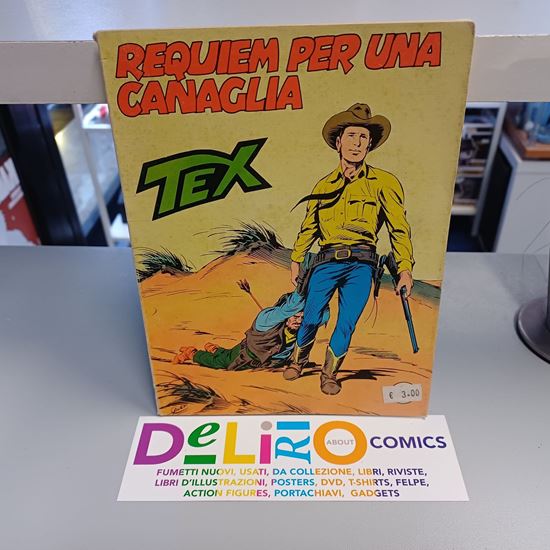 REQUIEM PER UNA
CANAGLIA
TEX
€ 3.00
DeLiRiO ABOUT COMICS
FUMETTI NUOVI, USATI, DA COLLEZIONE, LIBRI, RIVISTE,
LIBRI D'ILLUSTRAZIONI, POSTERS, DVD, T-SHIRTS, FELPE,
ACTION FIGURES, PORTACHIAVI, GADGETS